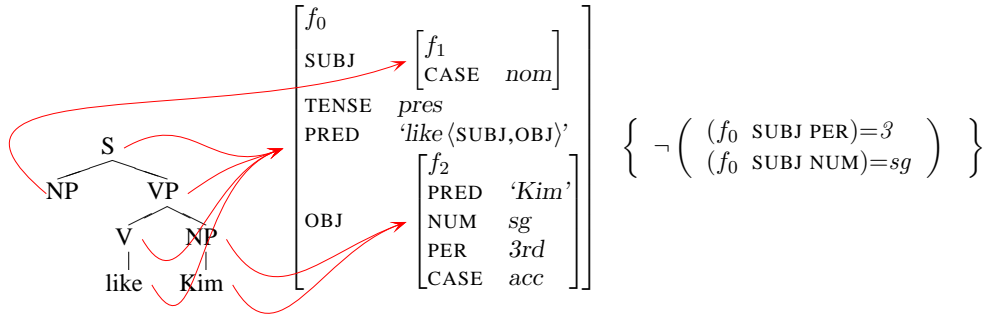 f₀
SUBJ
f₁
CASE nom
TENSE pres
PRED ‘like⟨SUBJ,OBJ⟩’
OBJ
f₂
PRED ‘Kim’
NUM sg
PER 3rd
CASE acc
S
NP VP
V NP
like Kim
{ ¬ ( (f₀ SUBJ PER)=3
(f₀ SUBJ NUM)=sg ) }